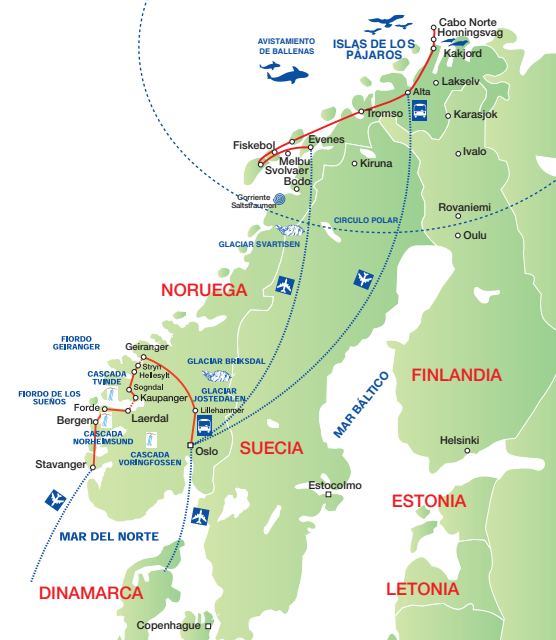 Cabo Norte
Honningsvag
AVISTAMIENTO
DE BALLENAS
ISLAS DE LOS
PÁJAROS
Kakjord
Lakselv
Alta
Tromso
Karasjok
Evenes
Fiskebol
Melbu
Svolvaer
Kiruna
Ivalo
Bodo
Corriente
Saltstraumen
Rovaniemi
CIRCULO POLAR
Oulu
GLACIAR SVARTISEN
NORUEGA
FIORDO
GEIRANGER
Geiranger
GLACIAR BRIKSDAL
Stryn
Hellesylt
CASCADA
TVINDE
FINLANDIA
FIORDO DE LOS
SUEÑOS
Sogndal
Kaupanger
GLACIAR
JOSTEDALEN
MAR BÁLTICO
Forde
Lillehammer
Bergen
Laerdal
CASCADA
NORHEIMSUND
CASCADA
VORINGFOSSEN
Oslo
SUECIA
Helsinki
Stavanger
Estocolmo
ESTONIA
MAR DEL NORTE
DINAMARCA
LETONIA
Copenhague